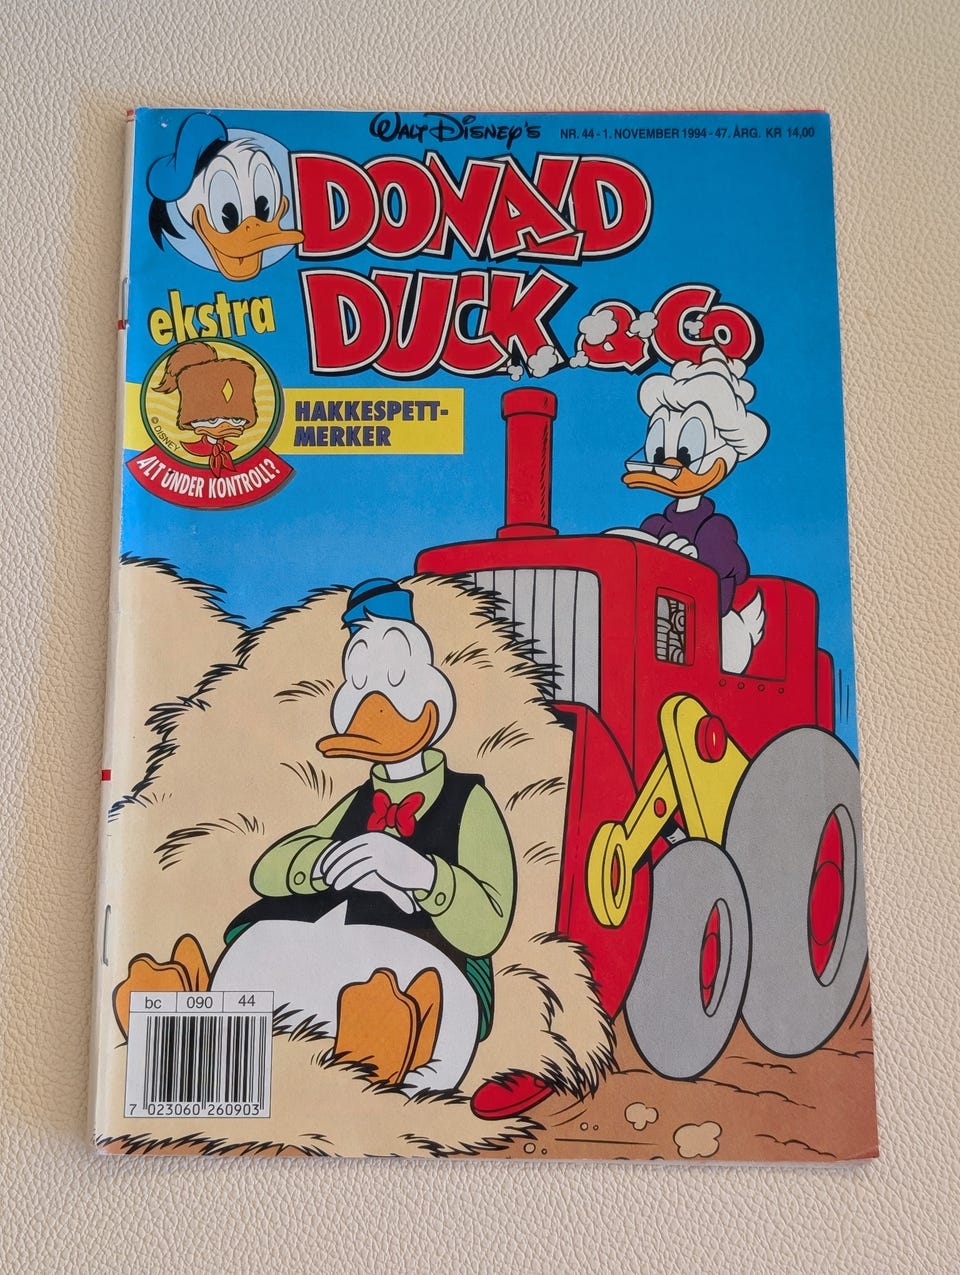 WALT DISNEY'S
NR. 44 - 1. NOVEMBER 1994 - 47. ÅRG. KR 14,00
DONALD
DUCK & Co
ekstra
HAKKESPETT-
MERKER
© DISNEY
ALT UNDER KONTROLL?
bc 090 44
7 023060 260903